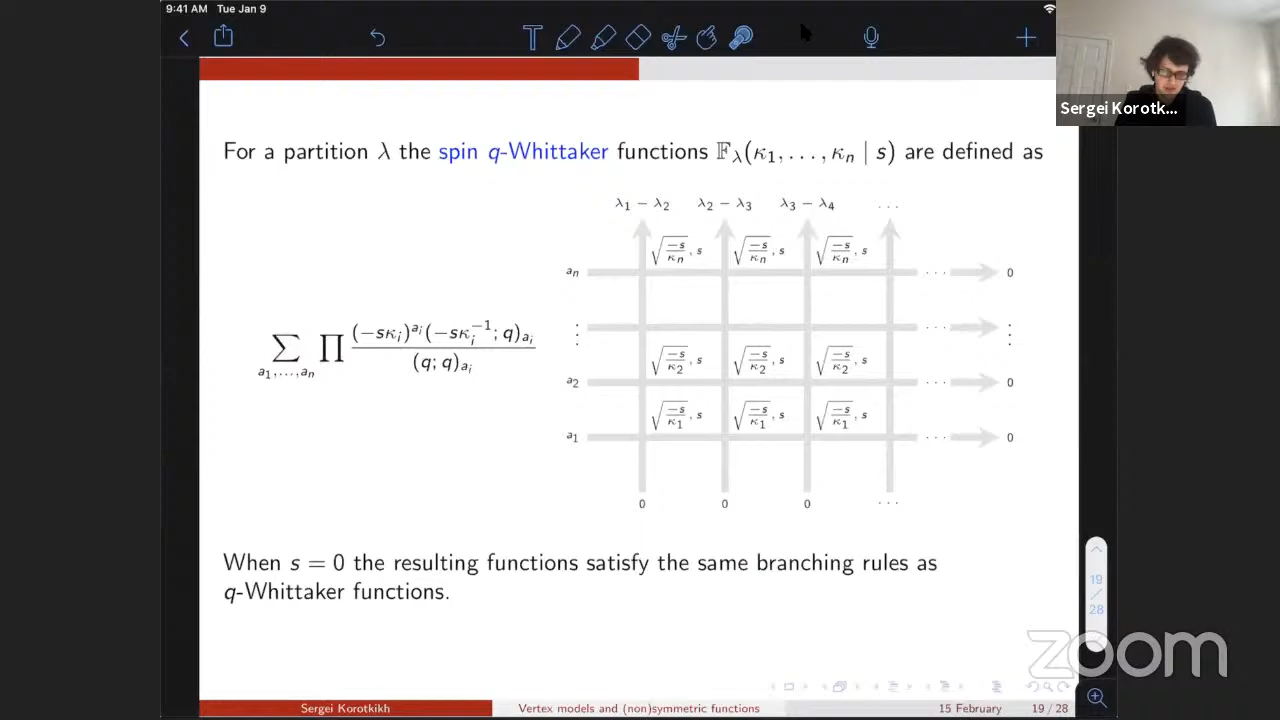 9:41 AM Tue Jan 9
Sergei Korotk...
For a partition λ the spin q-Whittaker functions 𝔽_λ(κ_1, . . . , κ_n | s) are defined as
λ_1 − λ_2 λ_2 − λ_3 λ_3 − λ_4 . . .
√(−s/κ_n), s √(−s/κ_n), s √(−s/κ_n), s
a_n . . . 0
∑_{a_1,...,a_n} ∏ (−sκ_i)^{a_i}(−sκ_i^{−1}; q)_{a_i} / (q; q)_{a_i}
⋮ . . . ⋮
√(−s/κ_2), s √(−s/κ_2), s √(−s/κ_2), s
a_2 . . . 0
√(−s/κ_1), s √(−s/κ_1), s √(−s/κ_1), s
a_1 . . . 0
0 0 0 . . .
When s = 0 the resulting functions satisfy the same branching rules as
q-Whittaker functions.
19
/
28
zoom
Sergei Korotkikh Vertex models and (non)symmetric functions 15 February 19 / 28